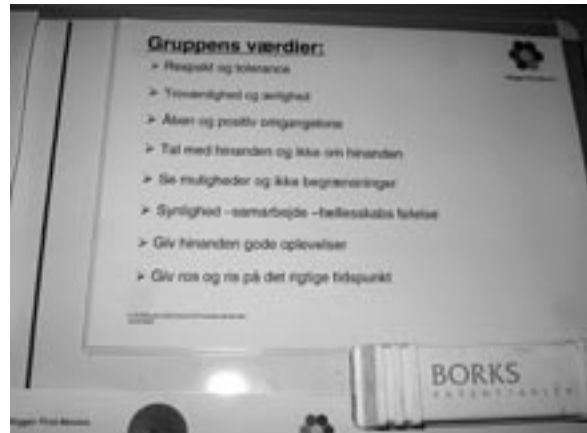 Gruppens værdier:
➢ Respekt og tolerance
➢ Troværdighed og ærlighed
➢ Åben og positiv omgangstone
➢ Tal med hinanden og ikke om hinanden
➢ Se muligheder og ikke begrænsninger
➢ Synlighed –samarbejde –fællesskabs følelse
➢ Giv hinanden gode oplevelser
➢ Giv ros og ris på det rigtige tidspunkt
BORKS
PATENTTAVLER